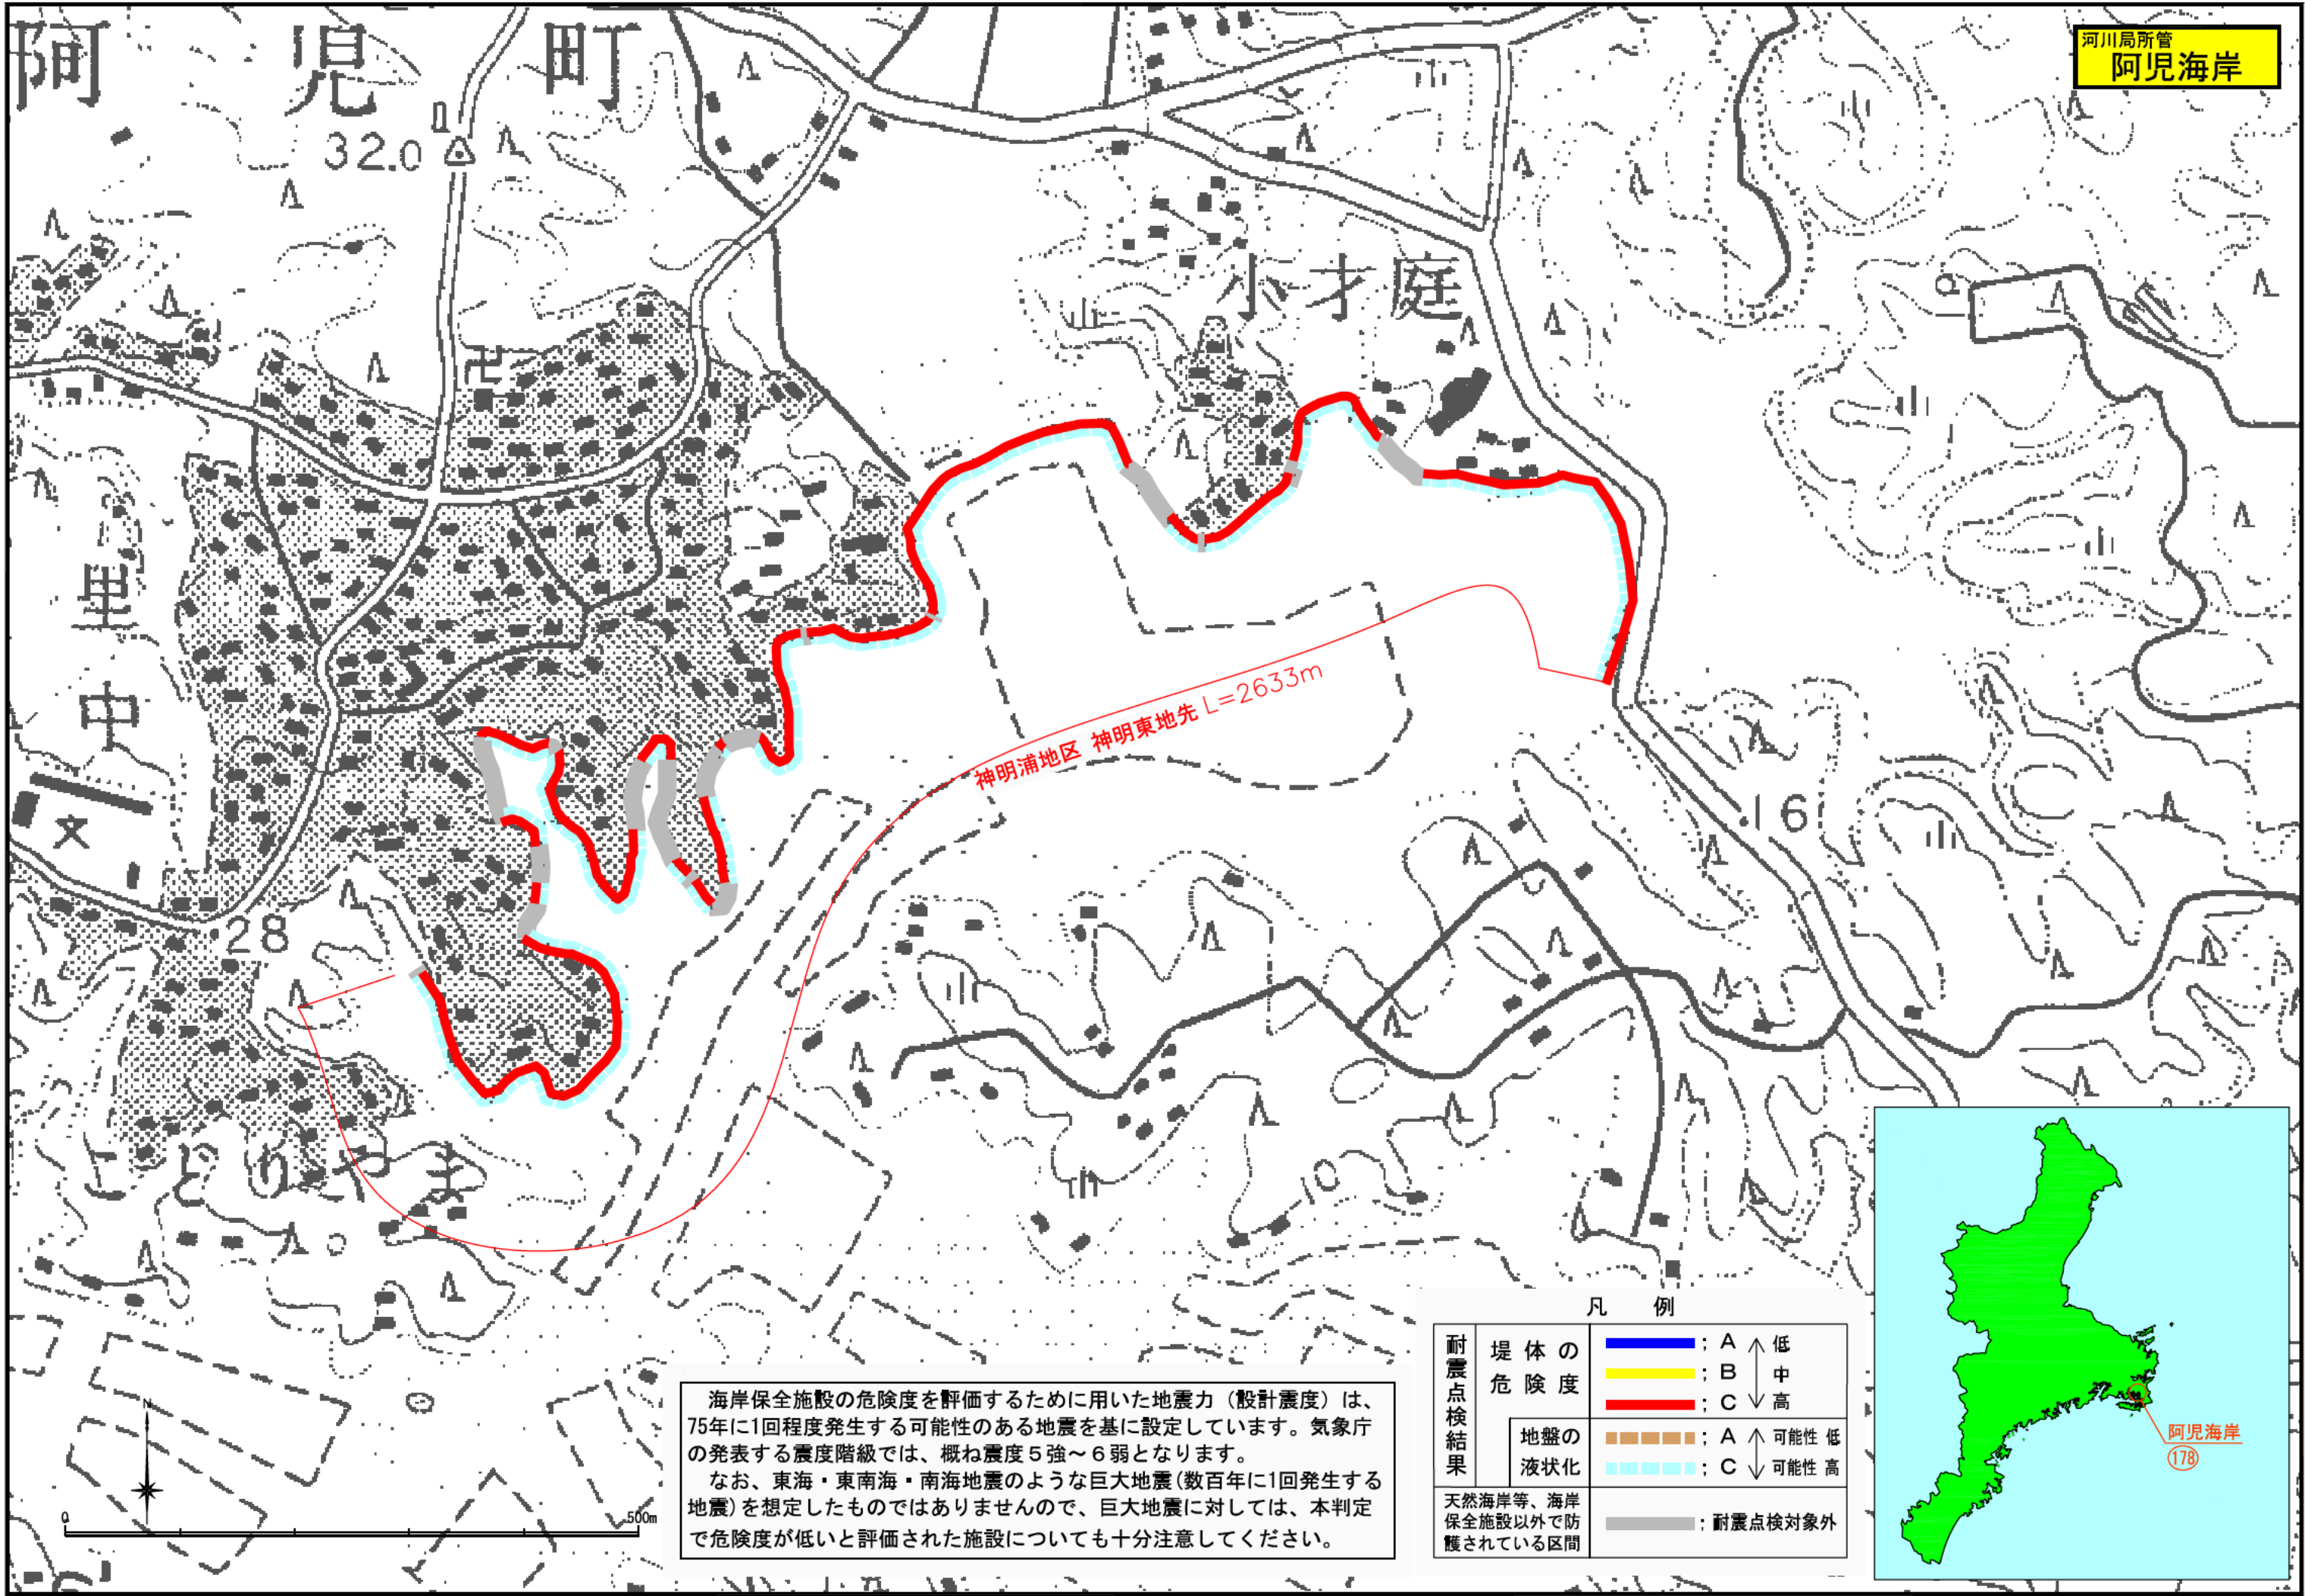 阿児町
河川局所管
阿児海岸
32.0
小才庭
里
中
文
28
16
神明浦地区 神明東地先 L=2633m
こどりやま
10
N
0
500m
海岸保全施設の危険度を評価するために用いた地震力（設計震度）は、
75年に1回程度発生する可能性のある地震を基に設定しています。気象庁
の発表する震度階級では、概ね震度５強～６弱となります。
なお、東海・東南海・南海地震のような巨大地震(数百年に1回発生する
地震)を想定したものではありませんので、巨大地震に対しては、本判定
で危険度が低いと評価された施設についても十分注意してください。
凡 例
耐震点検結果
堤体の
危険度
; A 低
; B 中
; C 高
地盤の
液状化
; A 可能性 低
; C 可能性 高
天然海岸等、海岸
保全施設以外で防
護されている区間
; 耐震点検対象外
阿児海岸
178